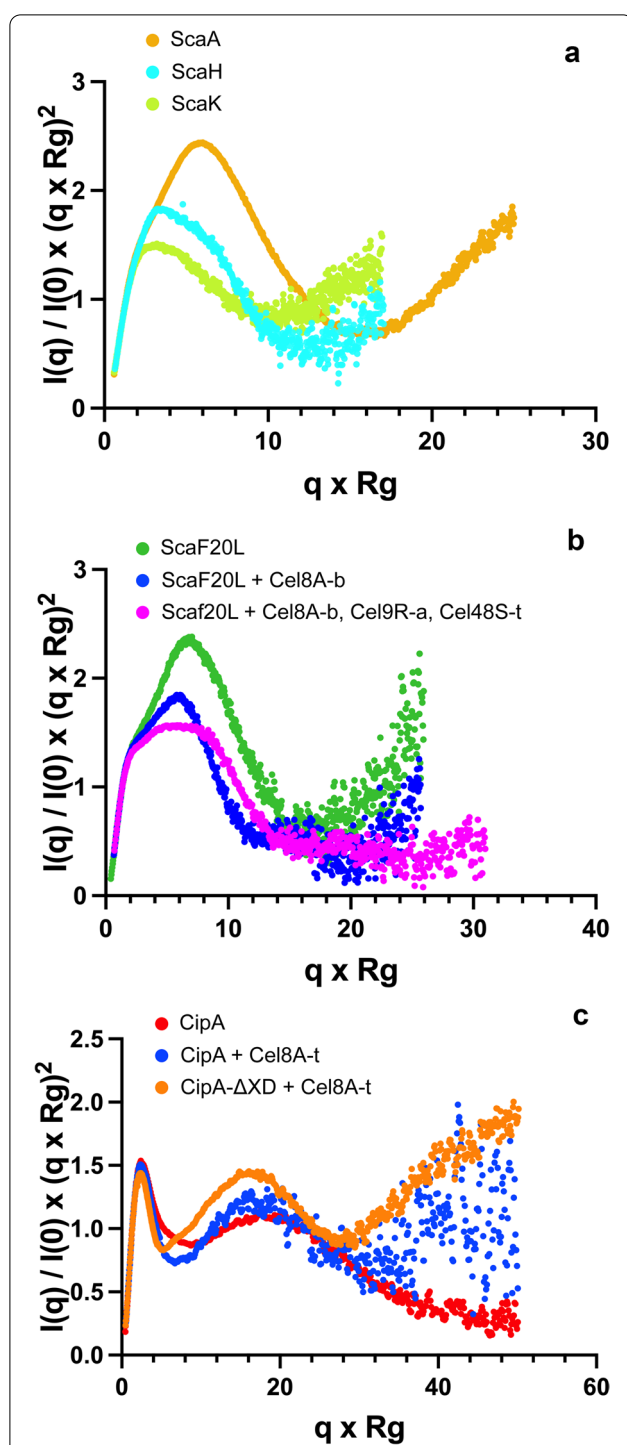 a
ScaA
ScaH
ScaK
3
2
1
0
I(q) / I(0) x (q x Rg)²
0 10 20 30
q x Rg
b
ScaF20L
ScaF20L + Cel8A-b
Scaf20L + Cel8A-b, Cel9R-a, Cel48S-t
3
2
1
0
I(q) / I(0) x (q x Rg)²
0 10 20 30 40
q x Rg
c
CipA
CipA + Cel8A-t
CipA-ΔXD + Cel8A-t
2.5
2.0
1.5
1.0
0.5
0.0
I(q) / I(0) x (q x Rg)²
0 20 40 60
q x Rg